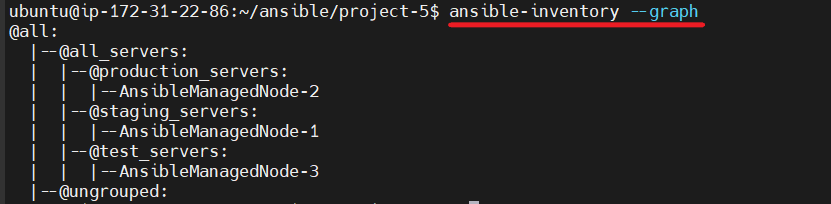 ubuntu@ip-172-31-22-86:~/ansible/project-5$ ansible-inventory --graph
@all:
  |--@all_servers:
  |  |--@production_servers:
  |  |  |--AnsibleManagedNode-2
  |  |--@staging_servers:
  |  |  |--AnsibleManagedNode-1
  |  |--@test_servers:
  |  |  |--AnsibleManagedNode-3
  |--@ungrouped: